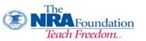 The
NRA Foundation
Teach Freedom.